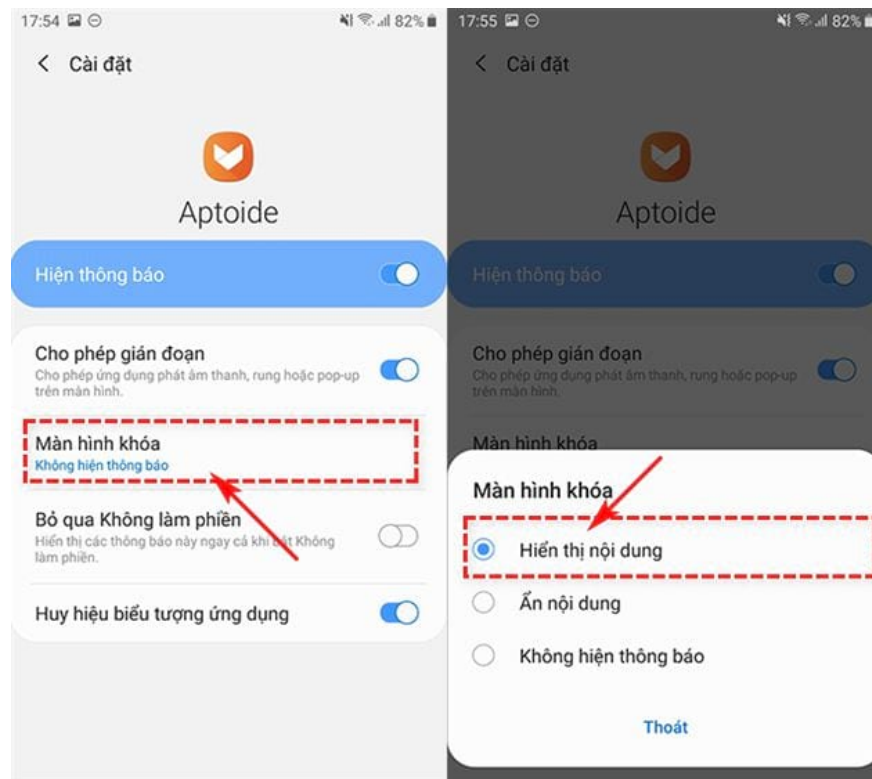 17:54
82%
Cài đặt
Aptoide
Hiện thông báo
Cho phép gián đoạn
Cho phép ứng dụng phát âm thanh, rung hoặc pop-up
trên màn hình.
Màn hình khóa
Không hiện thông báo
Bỏ qua Không làm phiền
Hiển thị các thông báo này ngay cả khi bật Không
làm phiền.
Huy hiệu biểu tượng ứng dụng
17:55
82%
Cài đặt
Aptoide
Hiện thông báo
Cho phép gián đoạn
Cho phép ứng dụng phát âm thanh, rung hoặc pop-up
trên màn hình.
Màn hình khóa
Màn hình khóa
Hiển thị nội dung
Ẩn nội dung
Không hiện thông báo
Thoát